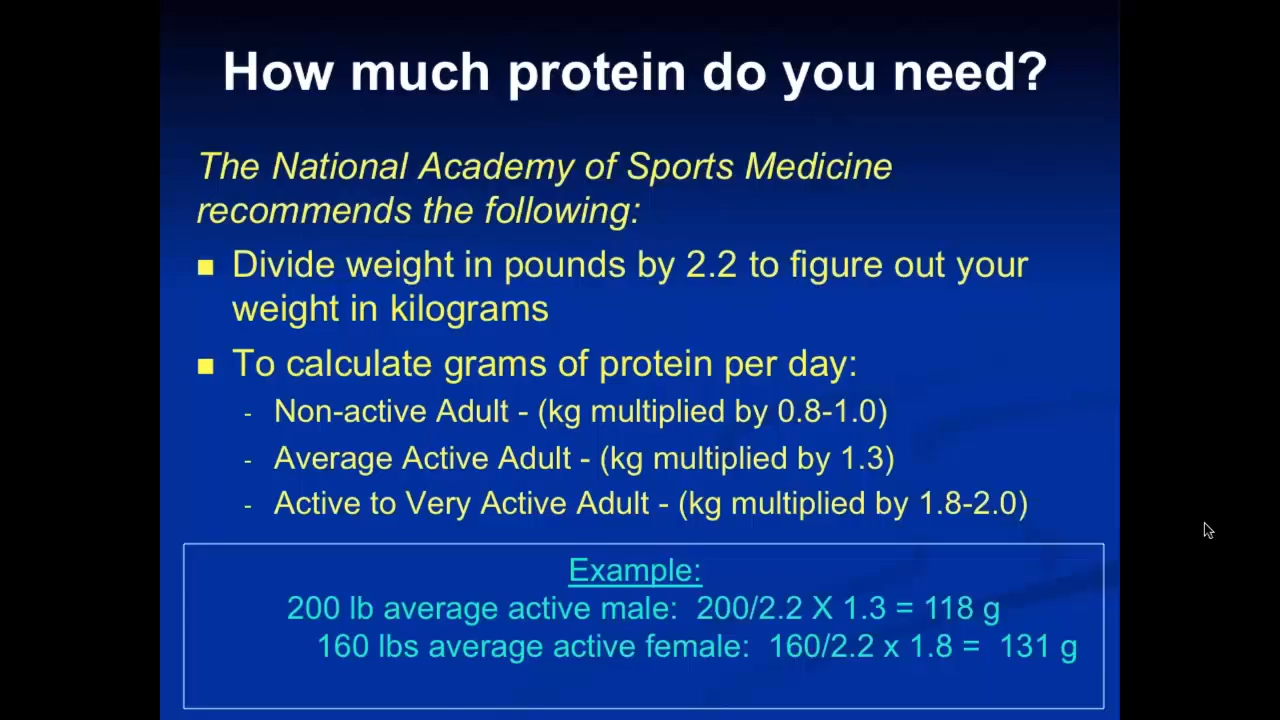 How much protein do you need?
The National Academy of Sports Medicine
recommends the following:
Divide weight in pounds by 2.2 to figure out your
weight in kilograms
To calculate grams of protein per day:
- Non-active Adult - (kg multiplied by 0.8-1.0)
- Average Active Adult - (kg multiplied by 1.3)
- Active to Very Active Adult - (kg multiplied by 1.8-2.0)
Example:
200 lb average active male: 200/2.2 X 1.3 = 118 g
160 lbs average active female: 160/2.2 x 1.8 = 131 g